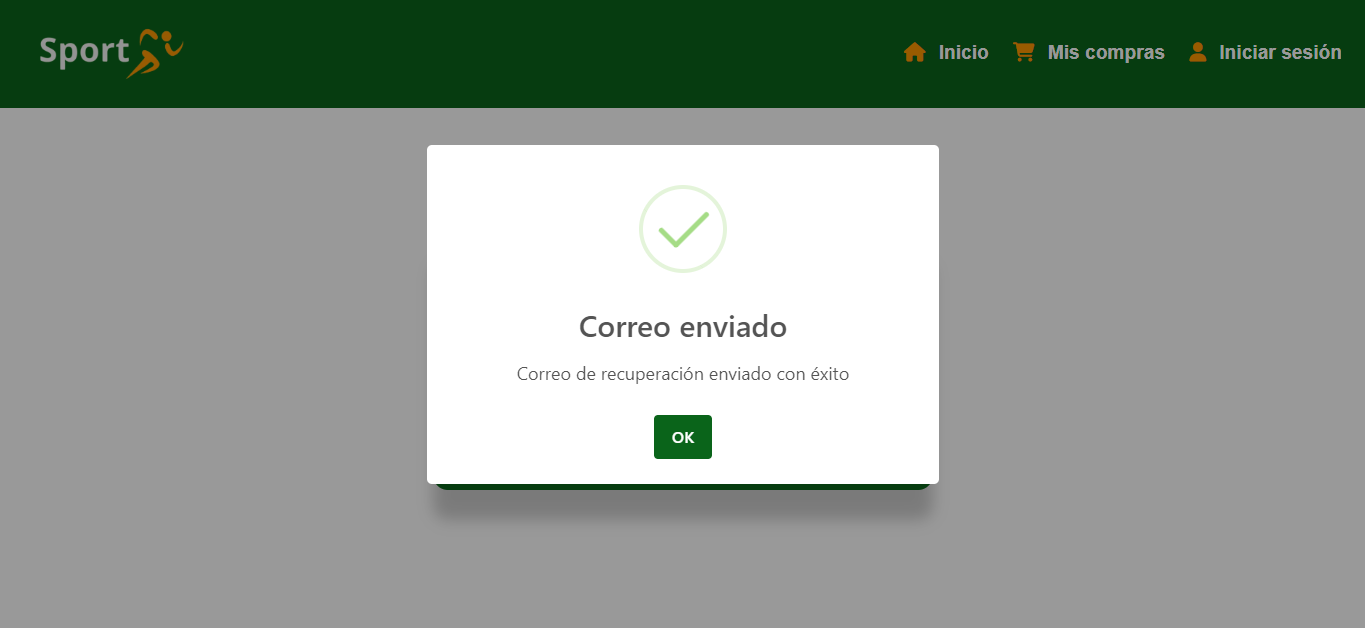 Sport
Inicio
Mis compras
Iniciar sesión
Correo enviado
Correo de recuperación enviado con éxito
OK